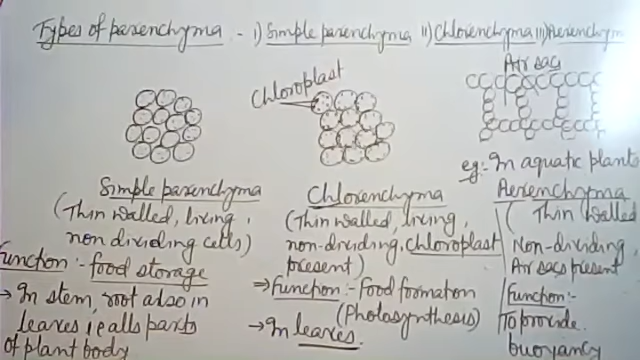 Types of parenchyma - i) Simple parenchyma ii) Chlorenchyma iii) Aerenchym
Air sacs
Chloroplast
eg:- In aquatic plants
Simple parenchyma
(Thin walled, living,
non dividing cells)
Function :- food storage
→ In stem, root also in
leaves i.e all parts
of plant body
Chlorenchyma
(Thin walled, living,
non-dividing, chloroplast
present)
⇒ Function :- Food formation
(Photosynthesis)
→ In leaves.
Aerenchyma
(Thin walled
Non-dividing,
Air sacs present
Function :-
To provide
buoyancy